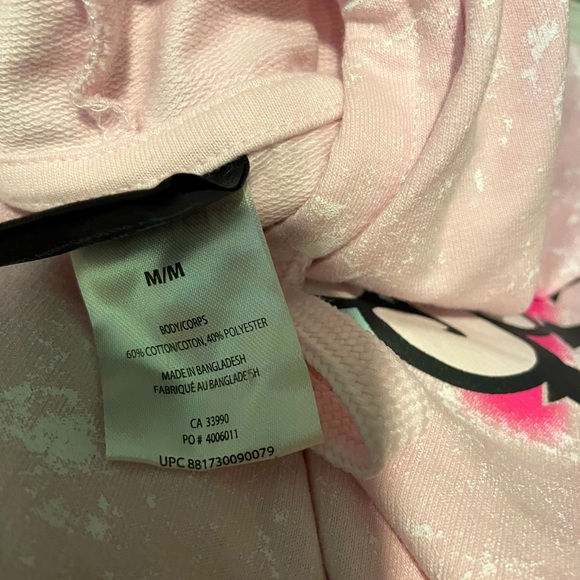 M/M
BODY/CORPS
60% COTTON/COTON, 40% POLYESTER
MADE IN BANGLADESH
FABRIQUÉ AU BANGLADESH
CA 33990
PO # 4006011
UPC 881730090079